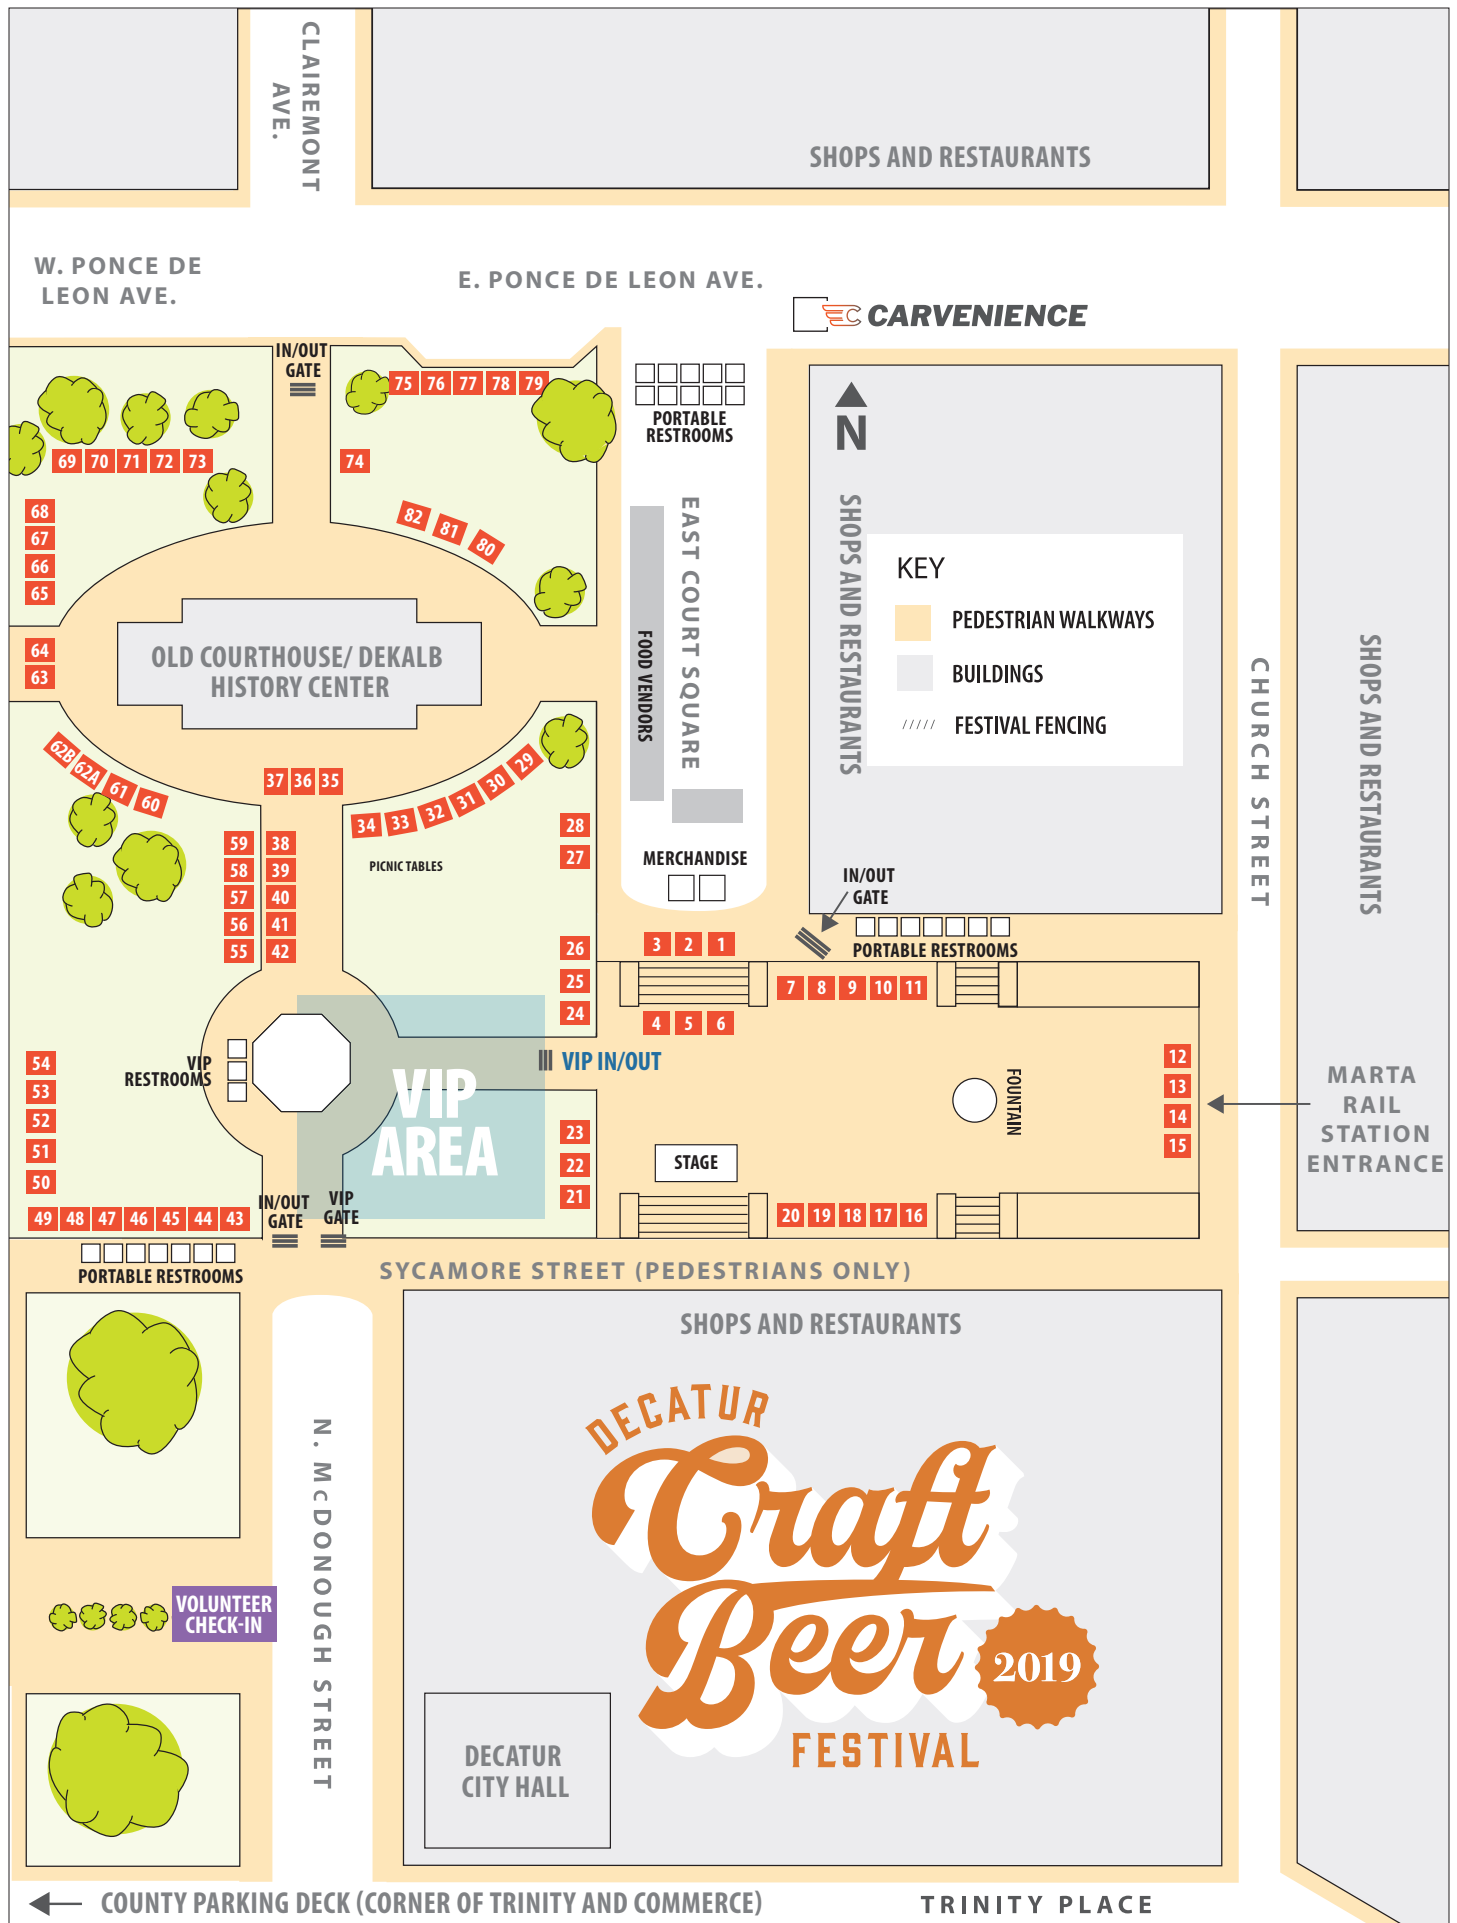 CLAIREMONT
AVE.
SHOPS AND RESTAURANTS
W. PONCE DE
LEON AVE.
E. PONCE DE LEON AVE.
C CARVENIENCE
IN/OUT
GATE
75 76 77 78 79
PORTABLE
RESTROOMS
N
69 70 71 72 73
74
68
67
66
65
82 81 80
EAST COURT SQUARE
FOOD VENDORS
SHOPS AND RESTAURANTS
KEY
PEDESTRIAN WALKWAYS
BUILDINGS
FESTIVAL FENCING
CHURCH STREET
SHOPS AND RESTAURANTS
64
63
OLD COURTHOUSE/ DEKALB
HISTORY CENTER
62B 62A 61 60
37 36 35
34 33 32 31 30 29
28
27
PICNIC TABLES
59 38
58 39
57 40
56 41
55 42
MERCHANDISE
IN/OUT
GATE
PORTABLE RESTROOMS
3 2 1
26
25
24
7 8 9 10 11
4 5 6
VIP IN/OUT
VIP
RESTROOMS
VIP
AREA
54
53
52
51
50
FOUNTAIN
12
13
14
15
MARTA
RAIL
STATION
ENTRANCE
23
22
21
STAGE
20 19 18 17 16
49 48 47 46 45 44 43
IN/OUT
GATE
VIP
GATE
PORTABLE RESTROOMS
SYCAMORE STREET (PEDESTRIANS ONLY)
SHOPS AND RESTAURANTS
N. McDONOUGH STREET
VOLUNTEER
CHECK-IN
DECATUR
Craft
Beer
2019
FESTIVAL
DECATUR
CITY HALL
COUNTY PARKING DECK (CORNER OF TRINITY AND COMMERCE)
TRINITY PLACE